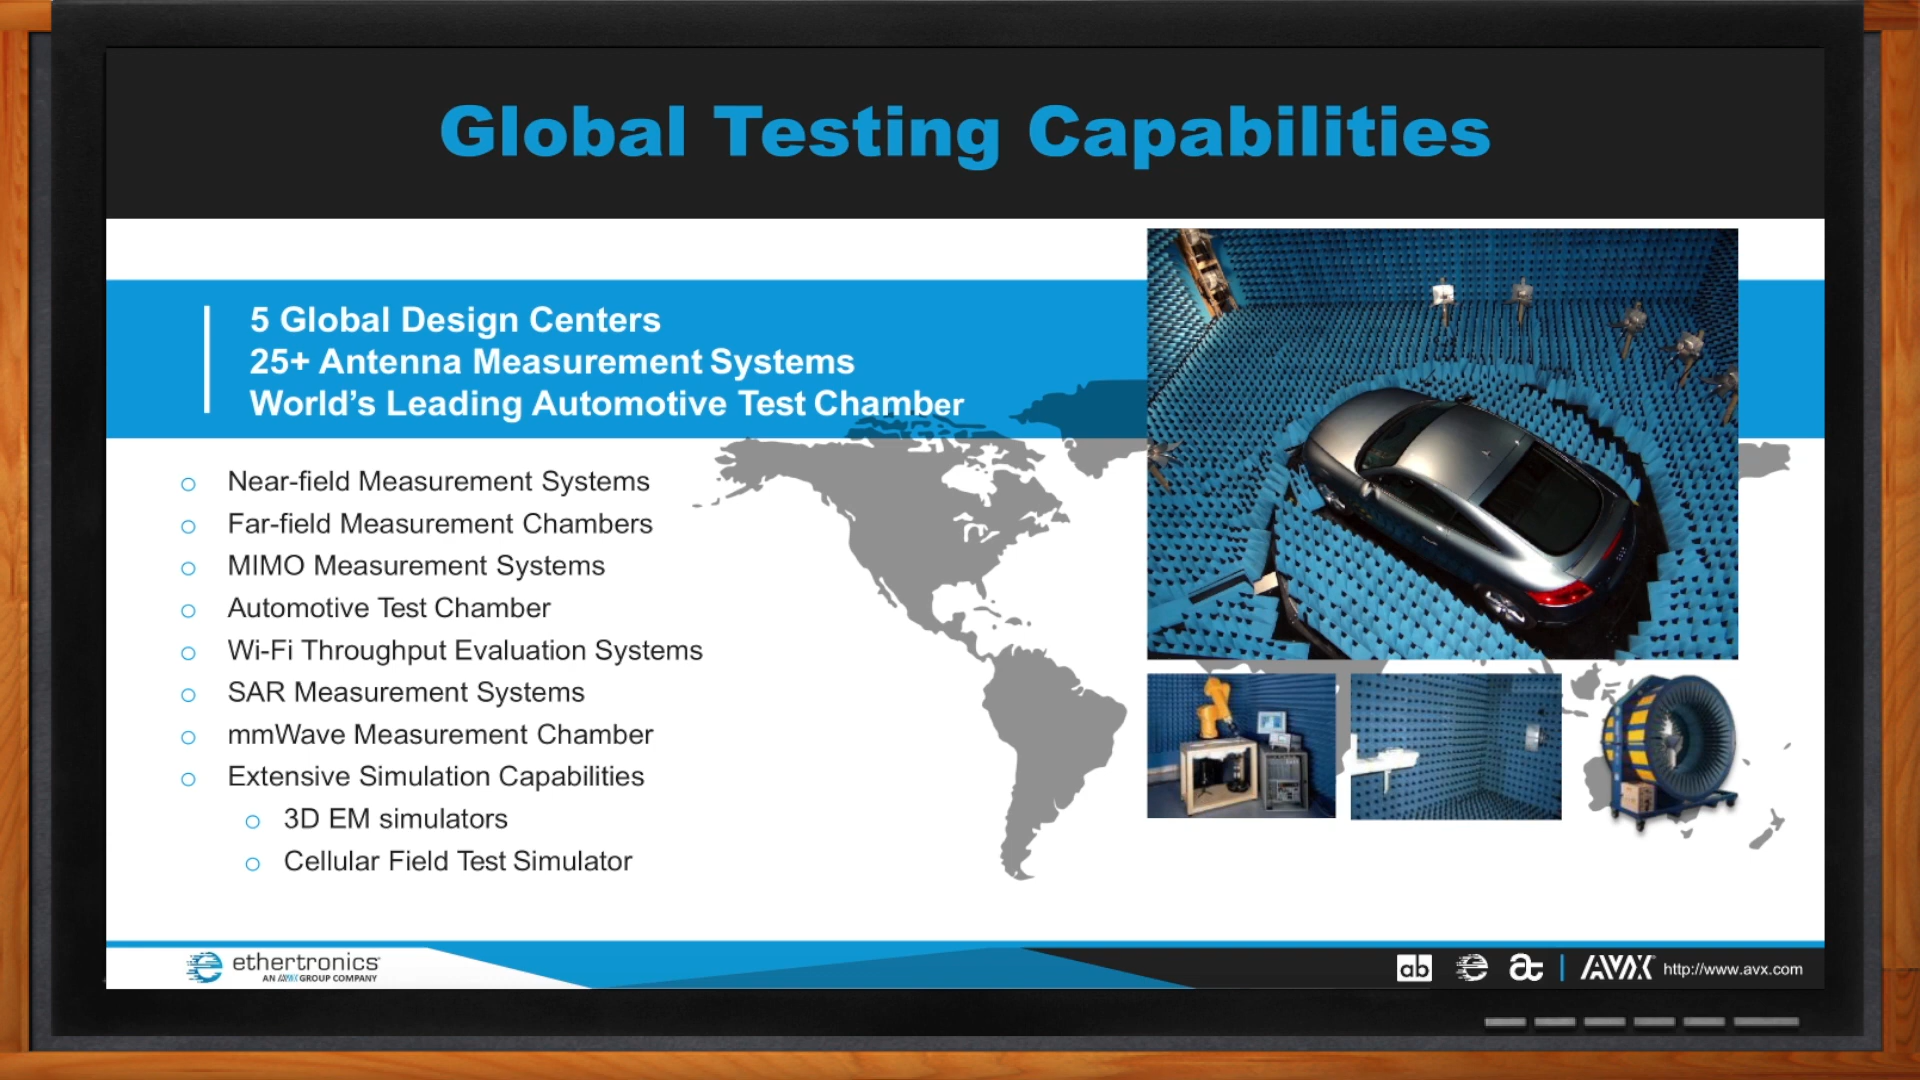 Global Testing Capabilities
5 Global Design Centers
25+ Antenna Measurement Systems
World's Leading Automotive Test Chamber
Near-field Measurement Systems
Far-field Measurement Chambers
MIMO Measurement Systems
Automotive Test Chamber
Wi-Fi Throughput Evaluation Systems
SAR Measurement Systems
mmWave Measurement Chamber
Extensive Simulation Capabilities
3D EM simulators
Cellular Field Test Simulator
ethertronics
AN AVX GROUP COMPANY
ab
AVX http://www.avx.com